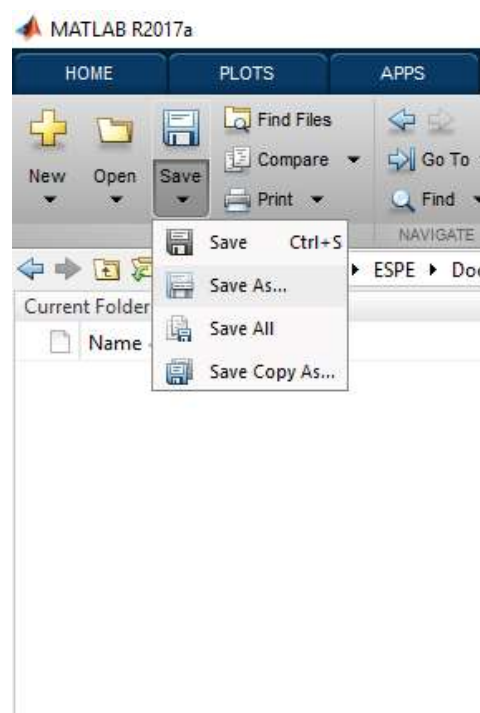 MATLAB R2017a
HOME PLOTS APPS
New Open Save
Find Files
Compare
Print
Go To
Find
NAVIGATE
Save Ctrl+S
Save As...
Save All
Save Copy As...
ESPE
Current Folder
Name